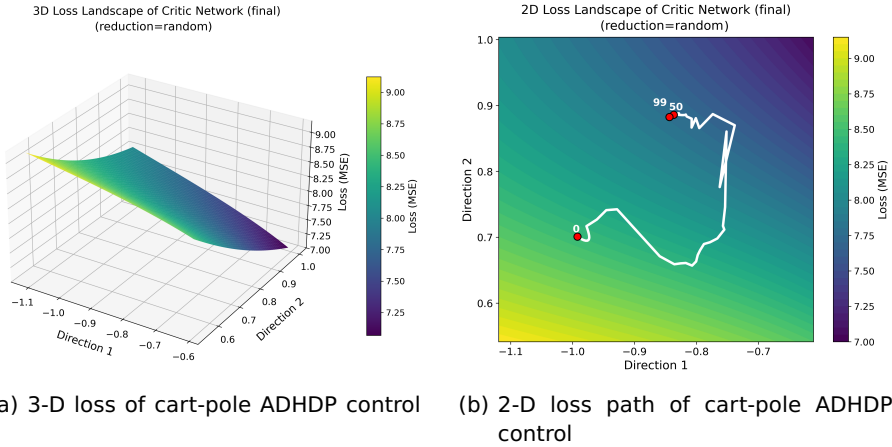 3D Loss Landscape of Critic Network (final)
(reduction=random)
9.00
8.75
8.50
8.25
8.00
7.75
7.50
7.25
7.00
Loss (MSE)
1.0
0.9
0.8
0.7
0.6
Direction 2
−1.1
−1.0
−0.9
−0.8
−0.7
−0.6
Direction 1
9.00
8.75
8.50
8.25
8.00
7.75
7.50
7.25
Loss (MSE)
a) 3-D loss of cart-pole ADHDP control
2D Loss Landscape of Critic Network (final)
(reduction=random)
1.0
0.9
0.8
0.7
0.6
Direction 2
99 50
0
−1.1 −1.0 −0.9 −0.8 −0.7
Direction 1
9.00
8.75
8.50
8.25
8.00
7.75
7.50
7.25
7.00
Loss (MSE)
(b) 2-D loss path of cart-pole ADHDP
control